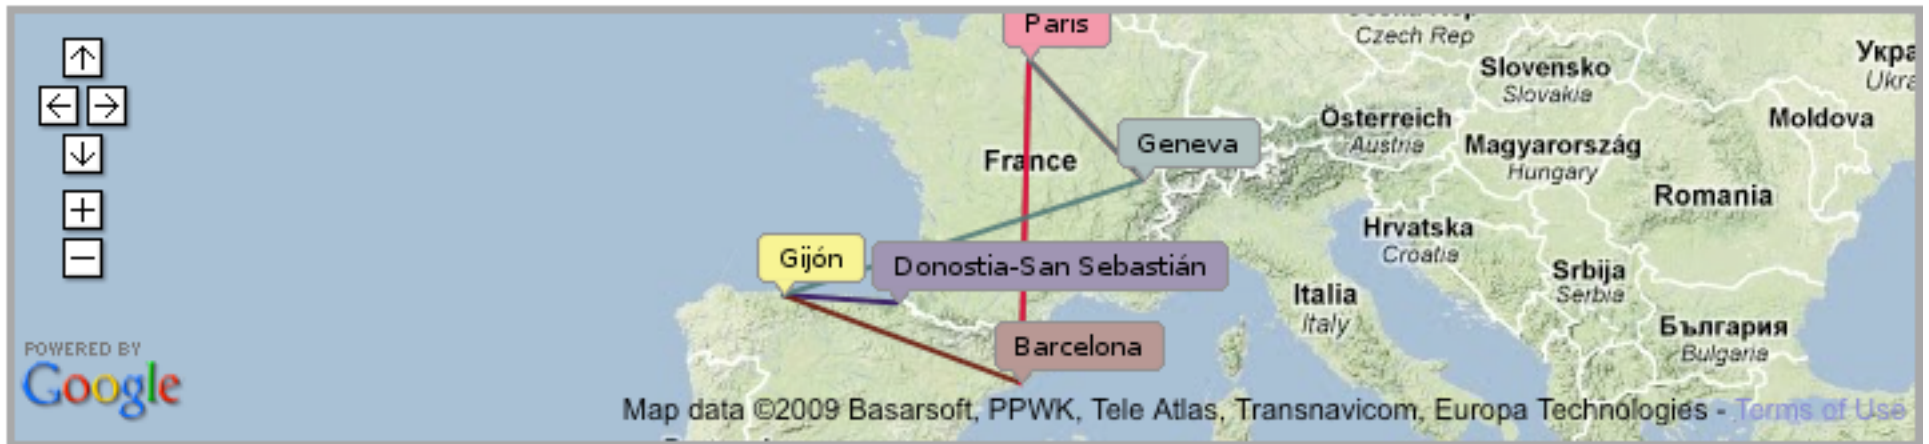 Paris
Czech Rep
Slovensko
Slovakia
Укра
Ukra
Österreich
Austria
Moldova
Geneva
France
Magyarország
Hungary
Romania
Hrvatska
Croatia
Gijón
Donostia-San Sebastián
Srbija
Serbia
Italia
Italy
България
Bulgaria
Barcelona
POWERED BY
Google
Map data ©2009 Basarsoft, PPWK, Tele Atlas, Transnavicom, Europa Technologies - Terms of Use